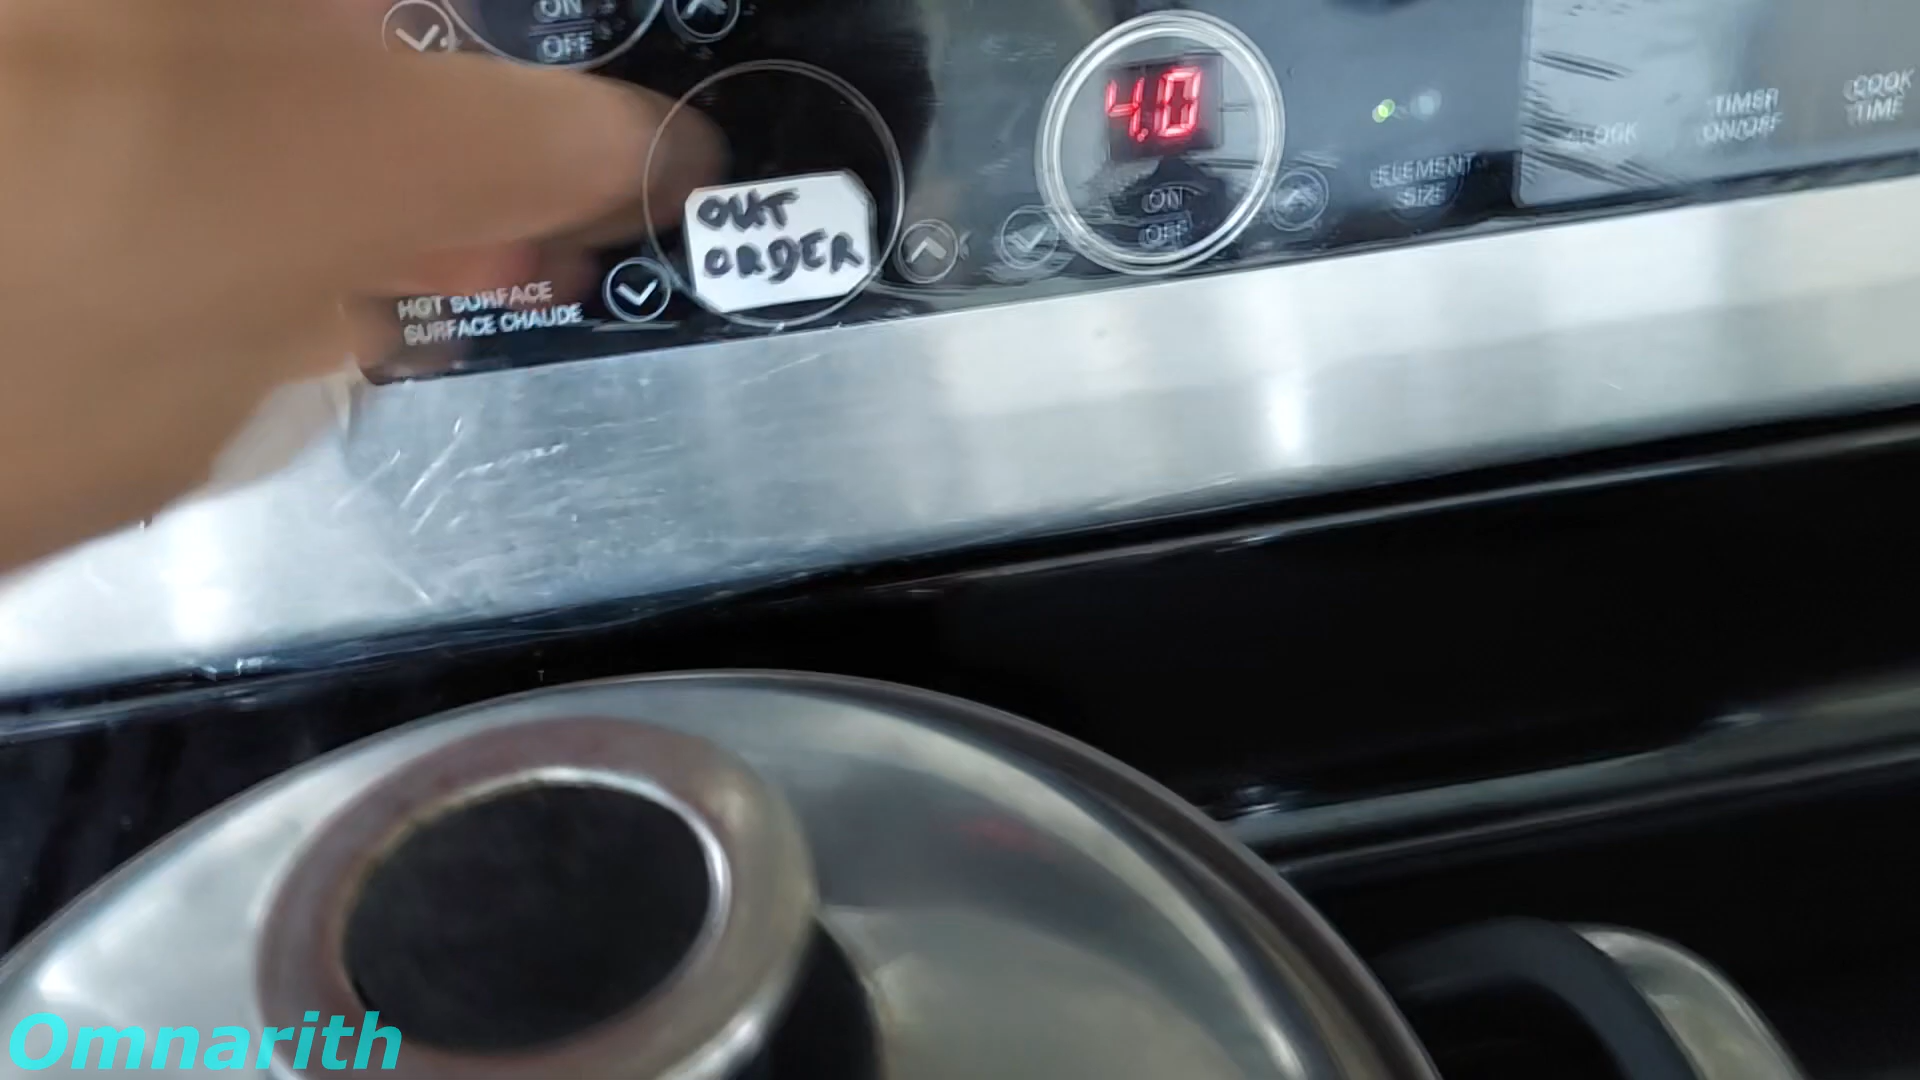 ON
OFF
4.0
ON
OFF
OUT
ORDER
HOT SURFACE
SURFACE CHAUDE
ELEMENT
SIZE
CLOCK
TIMER
ON/OFF
COOK
TIME
Omnarith